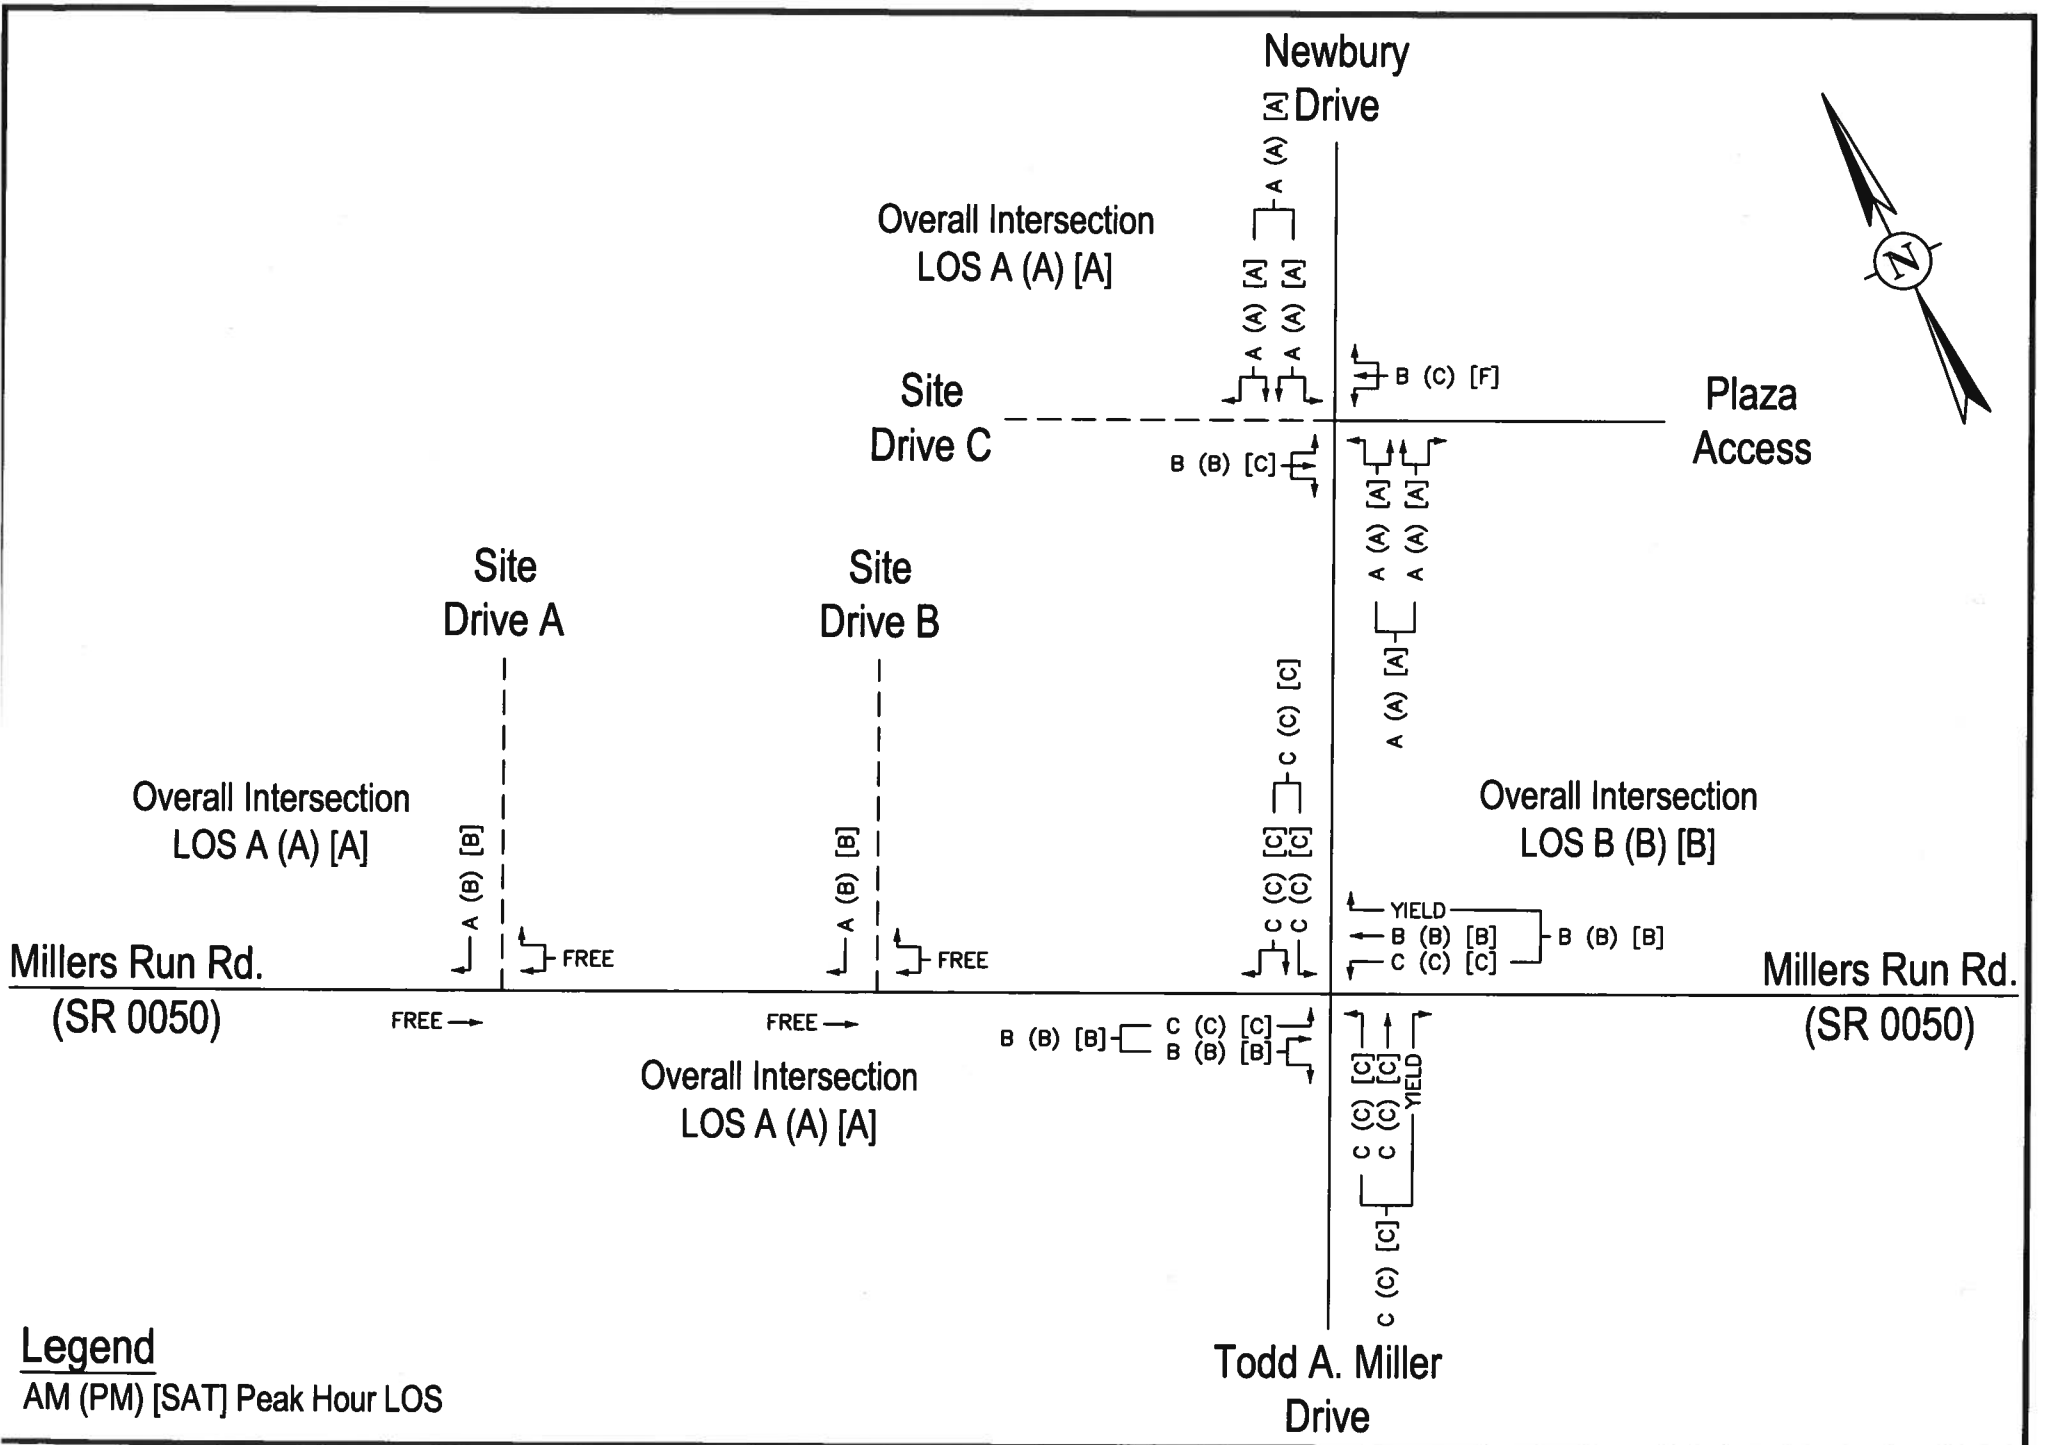 Newbury
Drive
A (A) [A]
Overall Intersection
LOS A (A) [A]
A (A) [A]
A (A) [A]
N
B (C) [F]
Site
Drive C
Plaza
Access
B (B) [C]
A (A) [A]
A (A) [A]
A (A) [A]
Site
Drive A
Site
Drive B
C (C) [C]
Overall Intersection
LOS A (A) [A]
A (B) [B]
A (B) [B]
C (C) [C]
C (C) [C]
Overall Intersection
LOS B (B) [B]
YIELD
B (B) [B]
C (C) [C]
B (B) [B]
FREE
FREE
Millers Run Rd.
(SR 0050)
Millers Run Rd.
(SR 0050)
FREE
FREE
B (B) [B]
C (C) [C]
B (B) [B]
Overall Intersection
LOS A (A) [A]
C (C) [C]
C (C) [C]
YIELD
C (C) [C]
Todd A. Miller
Drive
Legend
AM (PM) [SAT] Peak Hour LOS